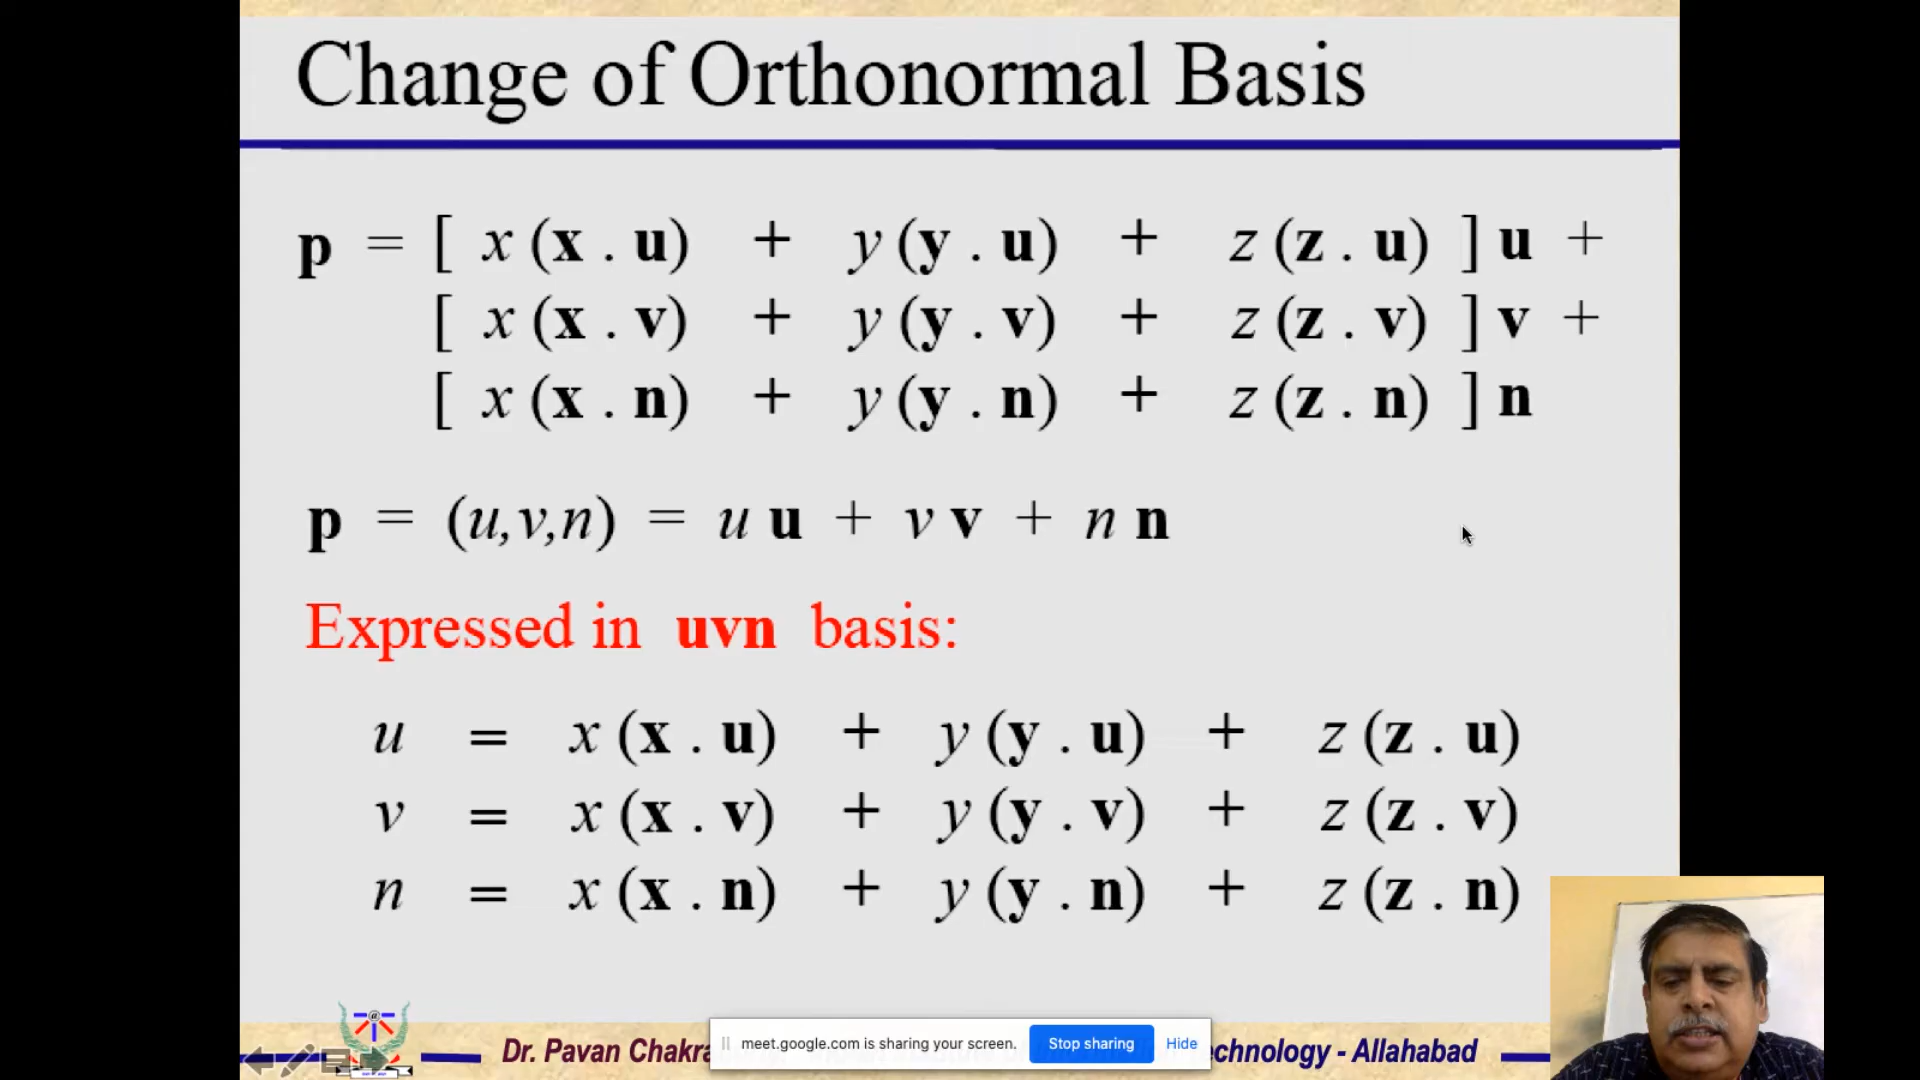 Change of Orthonormal Basis
p = [ x (x . u) + y (y . u) + z (z . u) ] u +
[ x (x . v) + y (y . v) + z (z . v) ] v +
[ x (x . n) + y (y . n) + z (z . n) ] n
p = (u,v,n) = u u + v v + n n
Expressed in uvn basis:
u = x (x . u) + y (y . u) + z (z . u)
v = x (x . v) + y (y . v) + z (z . v)
n = x (x . n) + y (y . n) + z (z . n)
Dr. Pavan Chakra
meet.google.com is sharing your screen. Stop sharing Hide
chnology - Allahabad